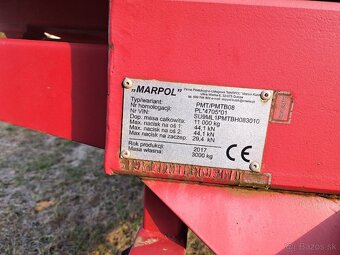 „MARPOL"
Typ/wariant: PMT/PMTB08
Nr homologacji: PL*4705*01
Nr VIN: SU9ML1PMTBH083010
Dop. masa całkowita: 11 000 kg
Max. nacisk na oś 1: 44,1 kN
Max. nacisk na oś 2: 44,1 kN
Max. nacisk na zaczep: 29,4 kN
Rok produkcji: 2017
Masa własna: 3000 kg
CE
bazos.sk